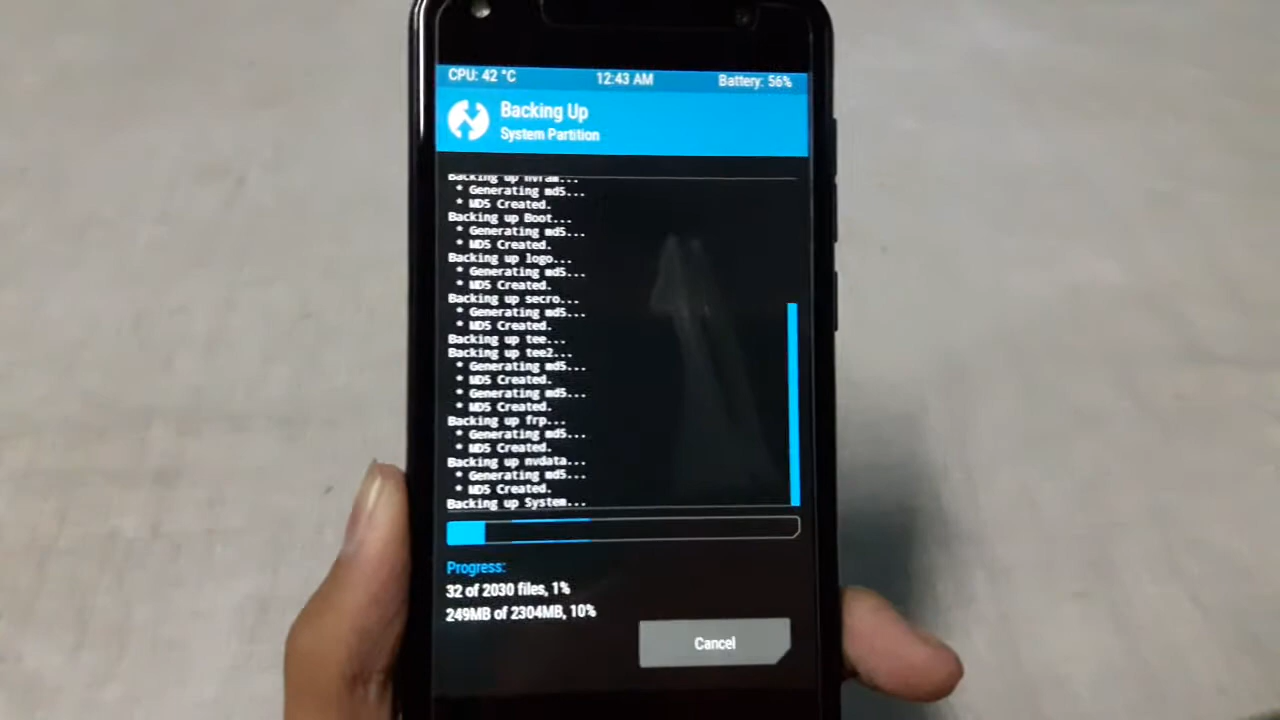 CPU: 42 °C 12:43 AM Battery: 56%
Backing Up
System Partition
Backing up nvram...
* Generating md5...
* MD5 Created.
Backing up Boot...
* Generating md5...
* MD5 Created.
Backing up logo...
* Generating md5...
* MD5 Created.
Backing up secro...
* Generating md5...
* MD5 Created.
Backing up tee...
Backing up tee2...
* Generating md5...
* MD5 Created.
* Generating md5...
* MD5 Created.
Backing up frp...
* Generating md5...
* MD5 Created.
Backing up nvdata...
* Generating md5...
* MD5 Created.
Backing up System...
Progress:
32 of 2030 files, 1%
249MB of 2304MB, 10%
Cancel